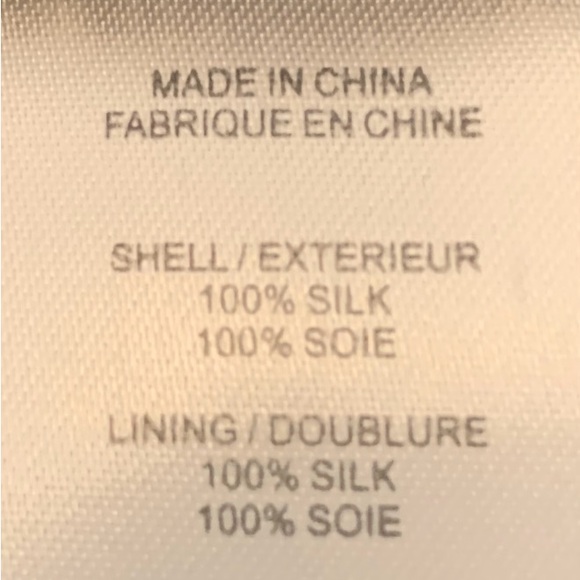 MADE IN CHINA
FABRIQUE EN CHINE
SHELL / EXTERIEUR
100% SILK
100% SOIE
LINING / DOUBLURE
100% SILK
100% SOIE